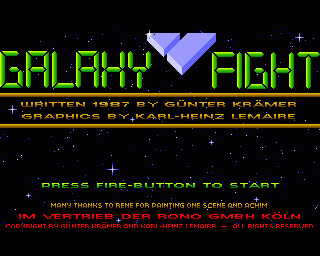 GALAXY FIGHT
WRITTEN 1987 BY GÜNTER KRÄMER
GRAPHICS BY KARL-HEINZ LEMAIRE
PRESS FIRE-BUTTON TO START
MANY THANKS TO RENE FOR PAINTING ONE SCENE AND ACHIM
IM VERTRIEB DER RONO GMBH KÖLN
COPYRIGHT BY GÜNTER KRÄMER AND KARL-HEINZ LEMAIRE - ALL RIGHTS RESERVED